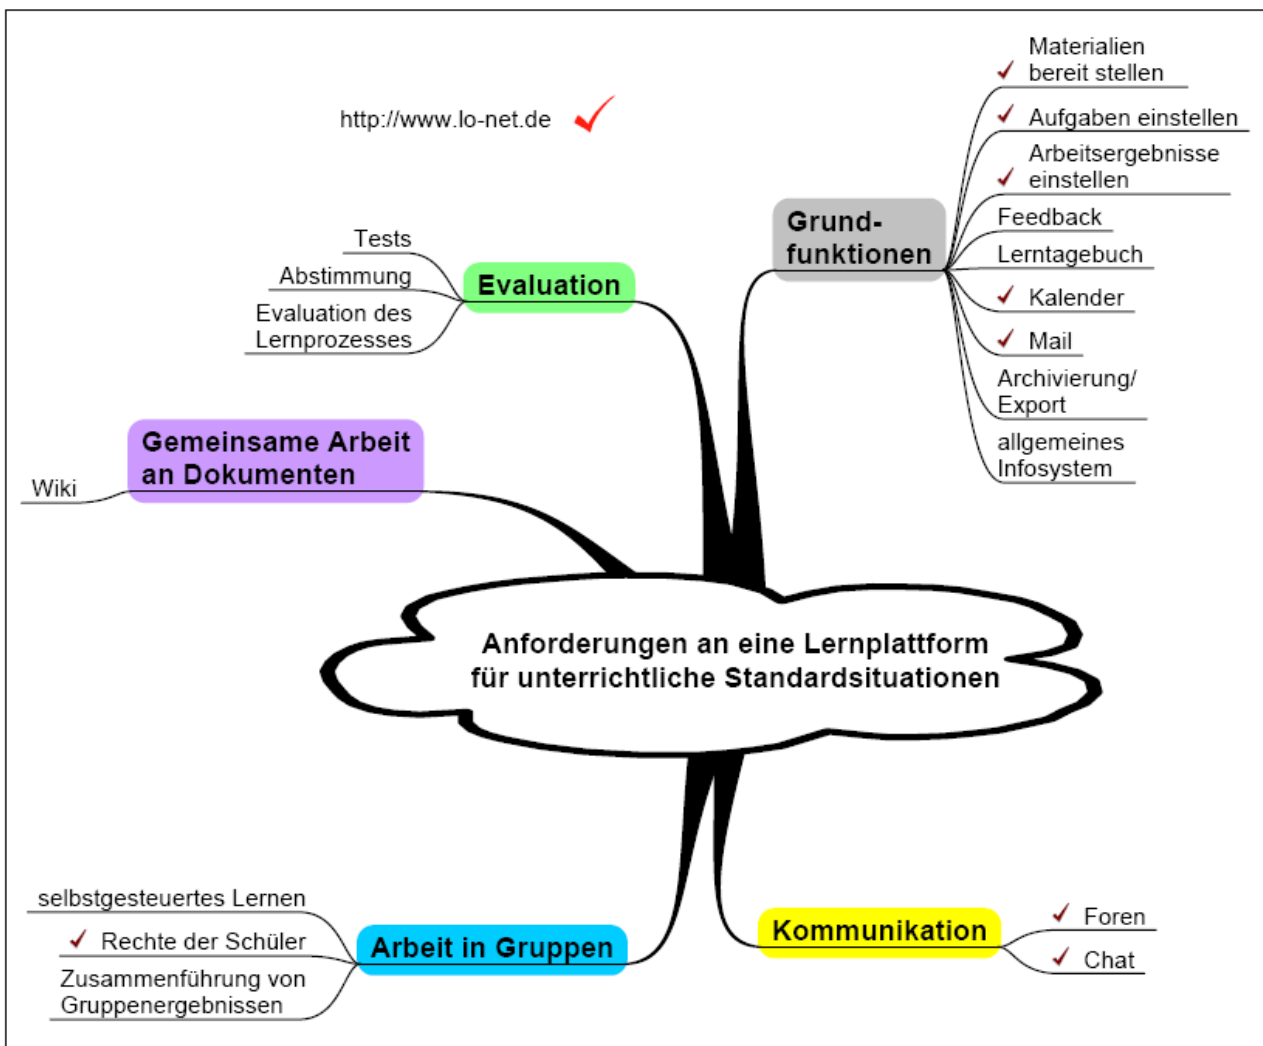 http://www.lo-net.de
Grund-
funktionen
Materialien
bereit stellen
Aufgaben einstellen
Arbeitsergebnisse
einstellen
Feedback
Lerntagebuch
Kalender
Mail
Archivierung/
Export
allgemeines
Infosystem
Evaluation
Tests
Abstimmung
Evaluation des
Lernprozesses
Gemeinsame Arbeit
an Dokumenten
Wiki
Anforderungen an eine Lernplattform
für unterrichtliche Standardsituationen
Arbeit in Gruppen
selbstgesteuertes Lernen
Rechte der Schüler
Zusammenführung von
Gruppenergebnissen
Kommunikation
Foren
Chat